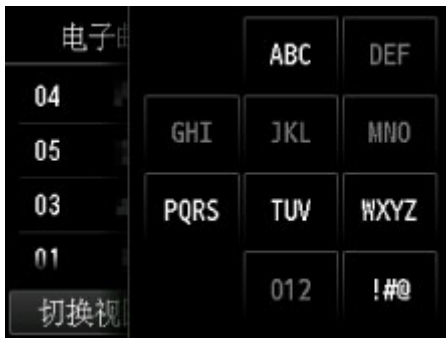 电子
ABC DEF
04
GHI JKL MNO
05
03
PQRS TUV WXYZ
01
012 !#@
切换视